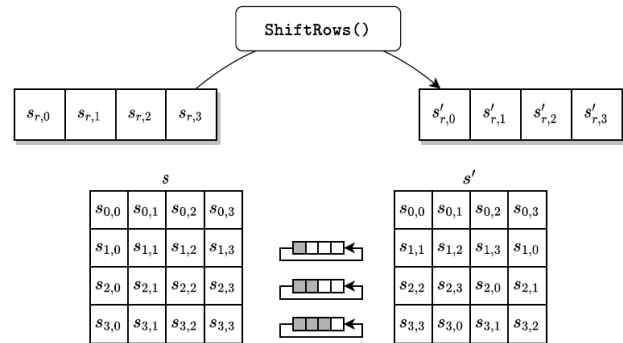 ShiftRows()
s_{r,0} s_{r,1} s_{r,2} s_{r,3} s'_{r,0} s'_{r,1} s'_{r,2} s'_{r,3}
s s'
s_{0,0} s_{0,1} s_{0,2} s_{0,3} s_{0,0} s_{0,1} s_{0,2} s_{0,3}
s_{1,0} s_{1,1} s_{1,2} s_{1,3} s_{1,1} s_{1,2} s_{1,3} s_{1,0}
s_{2,0} s_{2,1} s_{2,2} s_{2,3} s_{2,2} s_{2,3} s_{2,0} s_{2,1}
s_{3,0} s_{3,1} s_{3,2} s_{3,3} s_{3,3} s_{3,0} s_{3,1} s_{3,2}